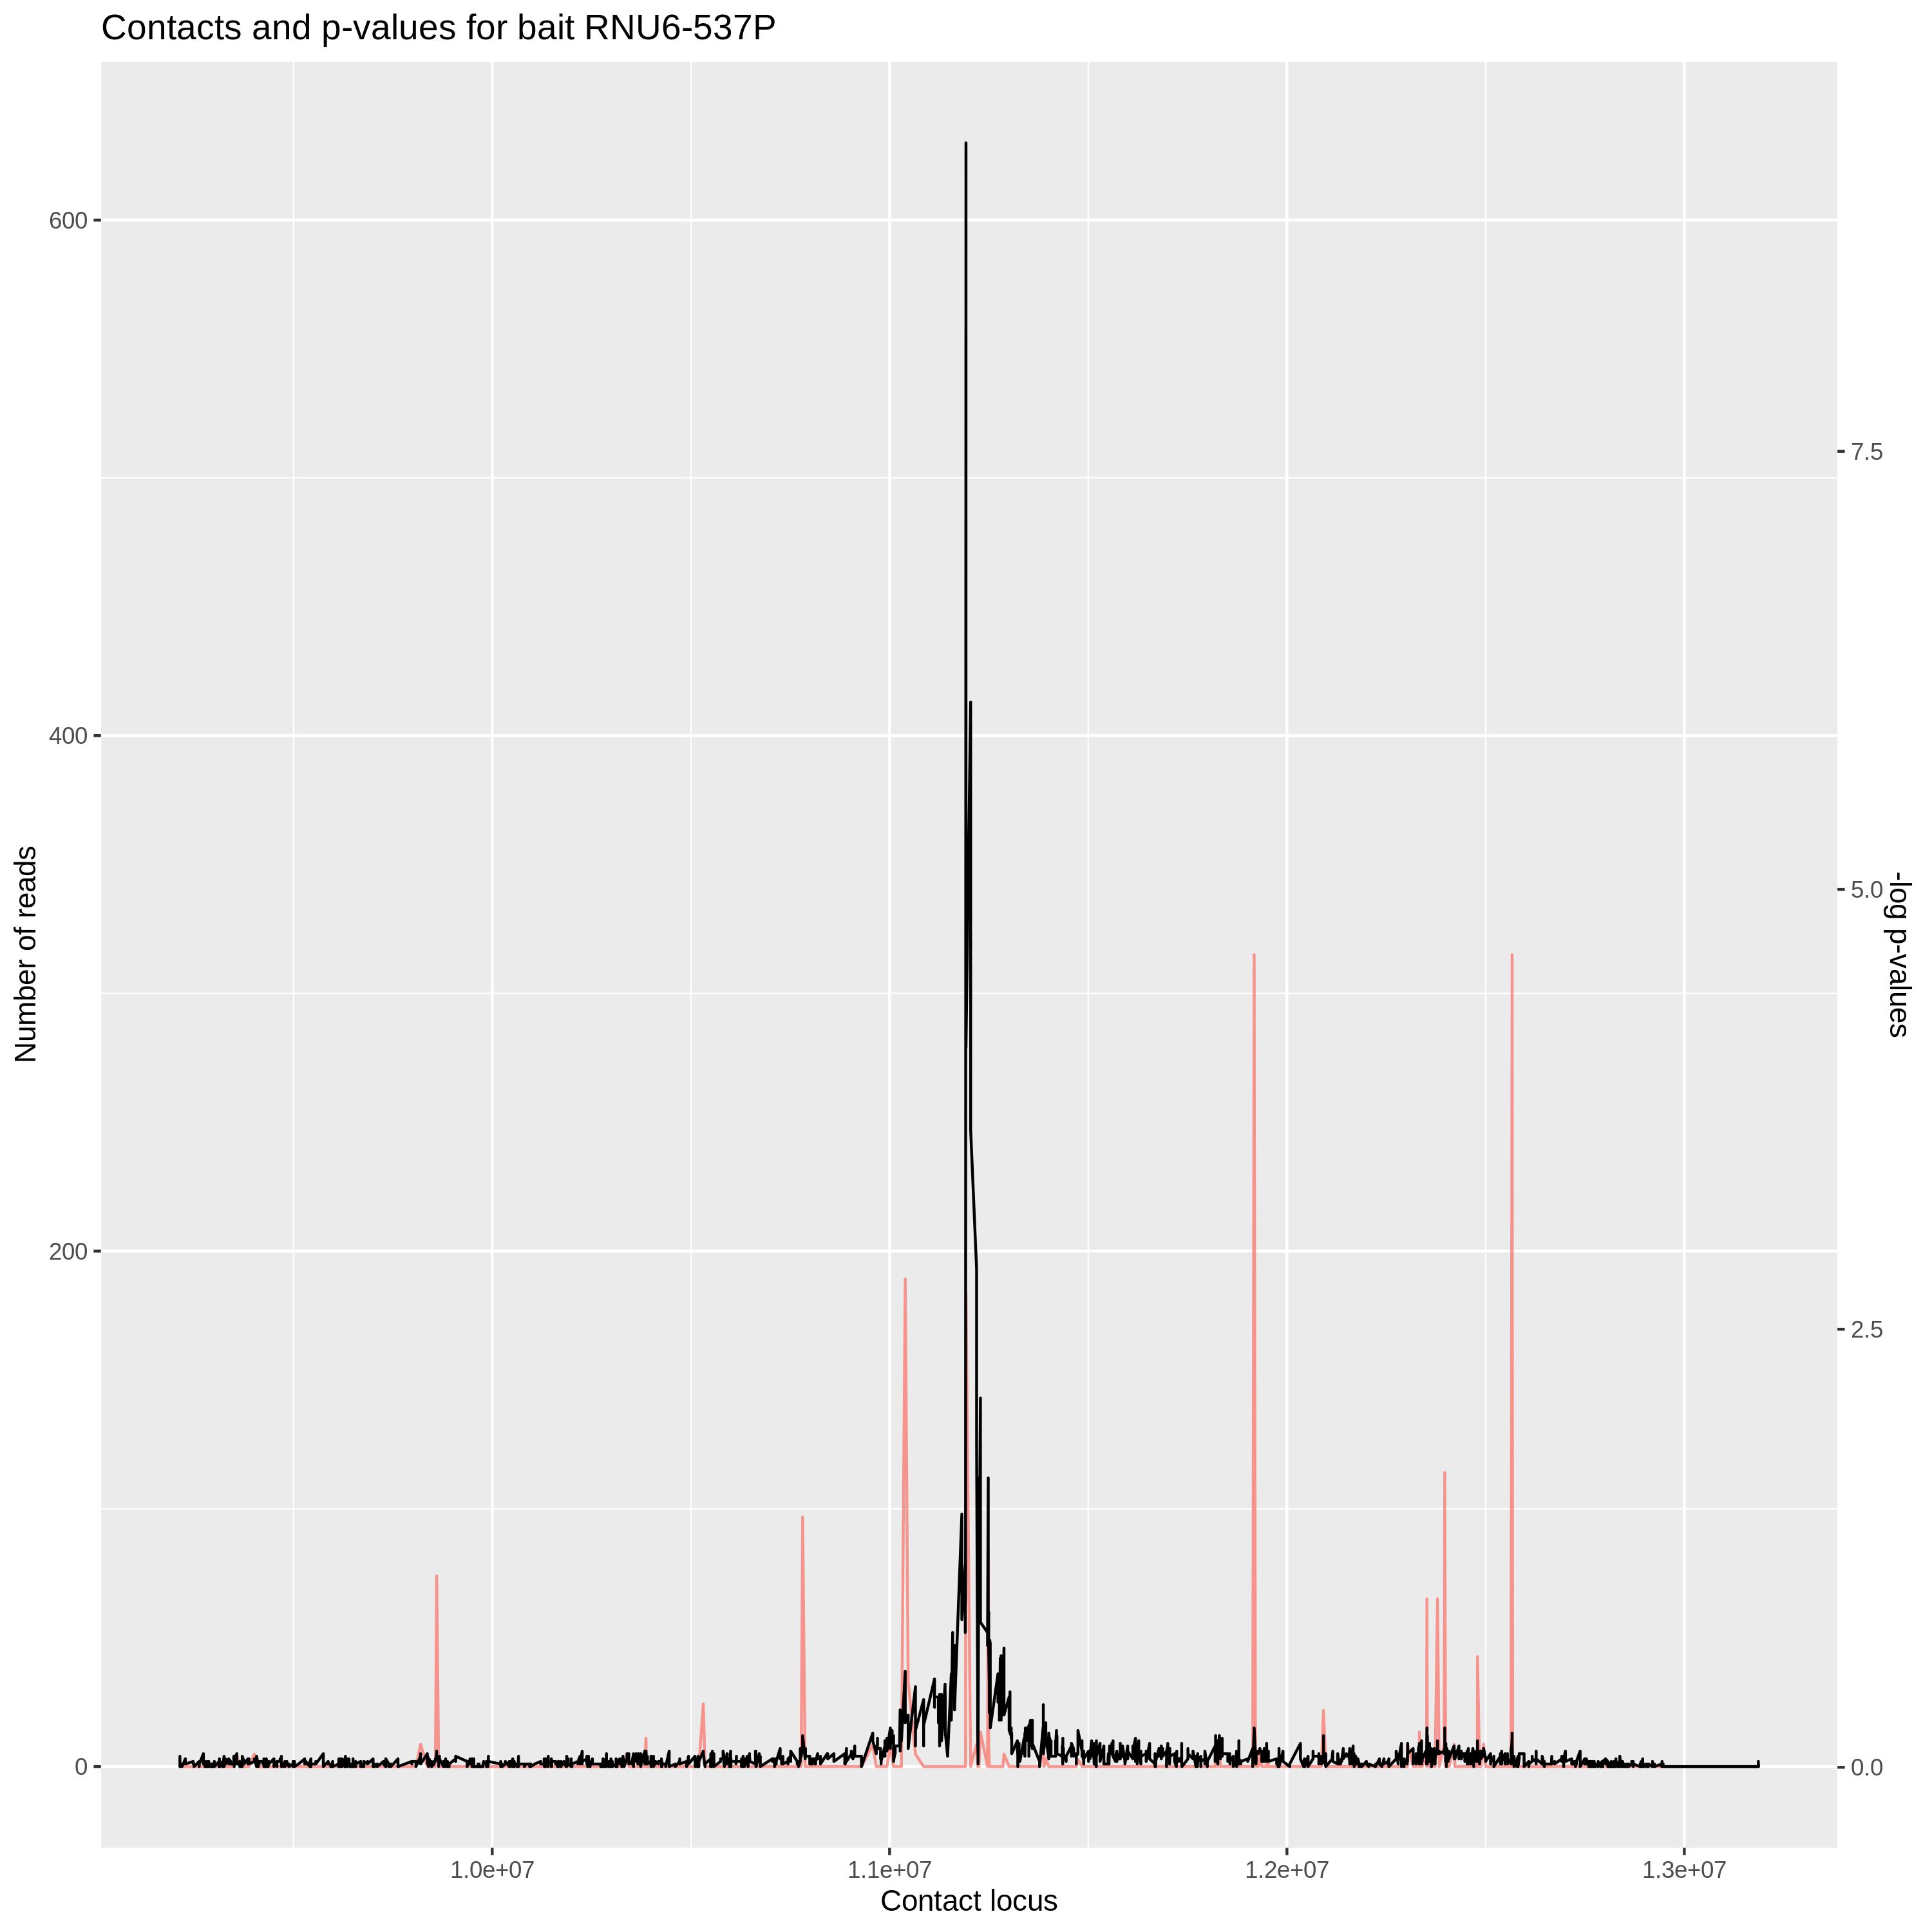 Contacts and p-values for bait RNU6-537P
600
400
200
0
Number of reads
7.5
5.0
2.5
0.0
-log p-values
1.0e+07
1.1e+07
1.2e+07
1.3e+07
Contact locus